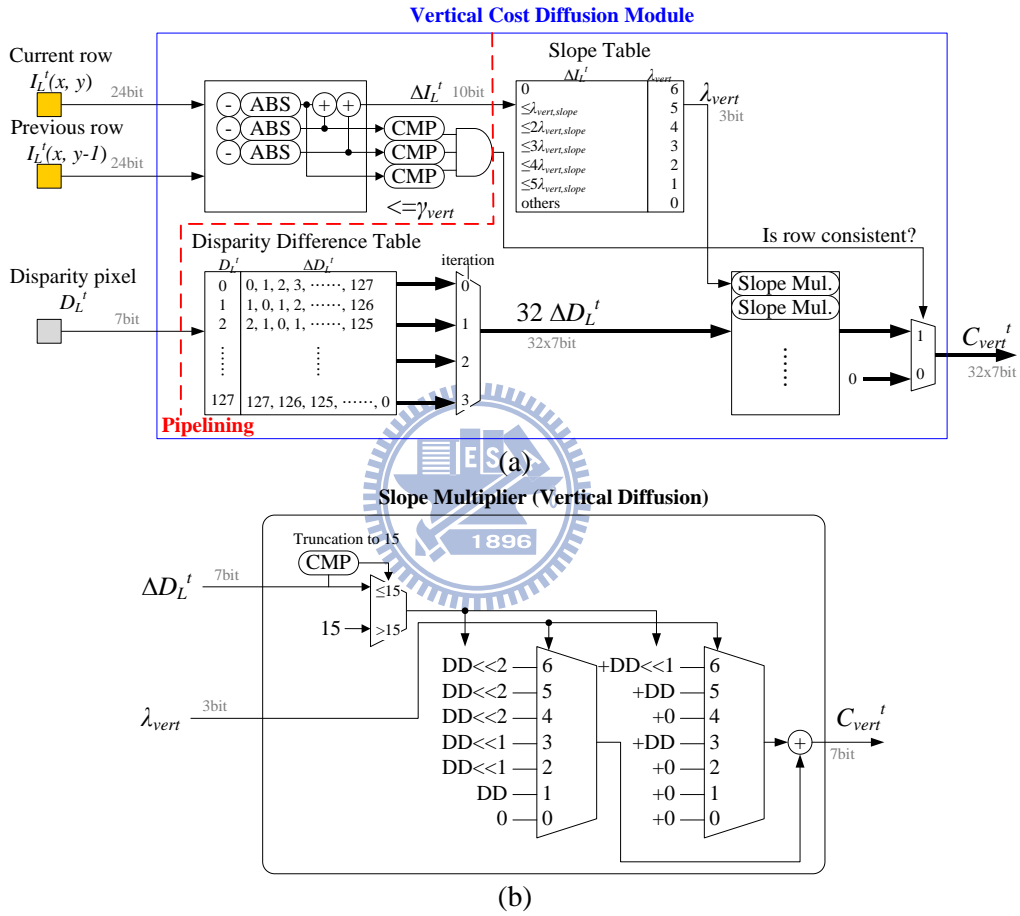 Vertical Cost Diffusion Module
Current row
I_L^t(x, y)
24bit
Previous row
I_L^t(x, y-1)
24bit
- ABS + +
- ABS
- ABS
CMP
CMP
CMP
<=γ_vert
ΔI_L^t 10bit
Slope Table
ΔI_L^t λ_vert
0 6
≤λ_vert,slope 5
≤2λ_vert,slope 4
≤3λ_vert,slope 3
≤4λ_vert,slope 2
≤5λ_vert,slope 1
others 0
λ_vert
3bit
Is row consistent?
Disparity pixel
D_L^t
7bit
Disparity Difference Table
D_L^t ΔD_L^t
0 0, 1, 2, 3, ······, 127
1 1, 0, 1, 2, ······, 126
2 2, 1, 0, 1, ······, 125
······ ······
127 127, 126, 125, ······, 0
iteration
0
1
2
3
32 ΔD_L^t
32x7bit
Slope Mul.
Slope Mul.
······
1
0 0
C_vert^t
32x7bit
Pipelining
(a)
ES
1896
Slope Multiplier (Vertical Diffusion)
Truncation to 15
CMP
ΔD_L^t 7bit
≤15
15 >15
λ_vert 3bit
DD<<2 6 +DD<<1 6
DD<<2 5 +DD 5
DD<<2 4 +0 4
DD<<1 3 +DD 3
DD<<1 2 +0 2
DD 1 +0 1
0 0 +0 0
+
C_vert^t
7bit
(b)